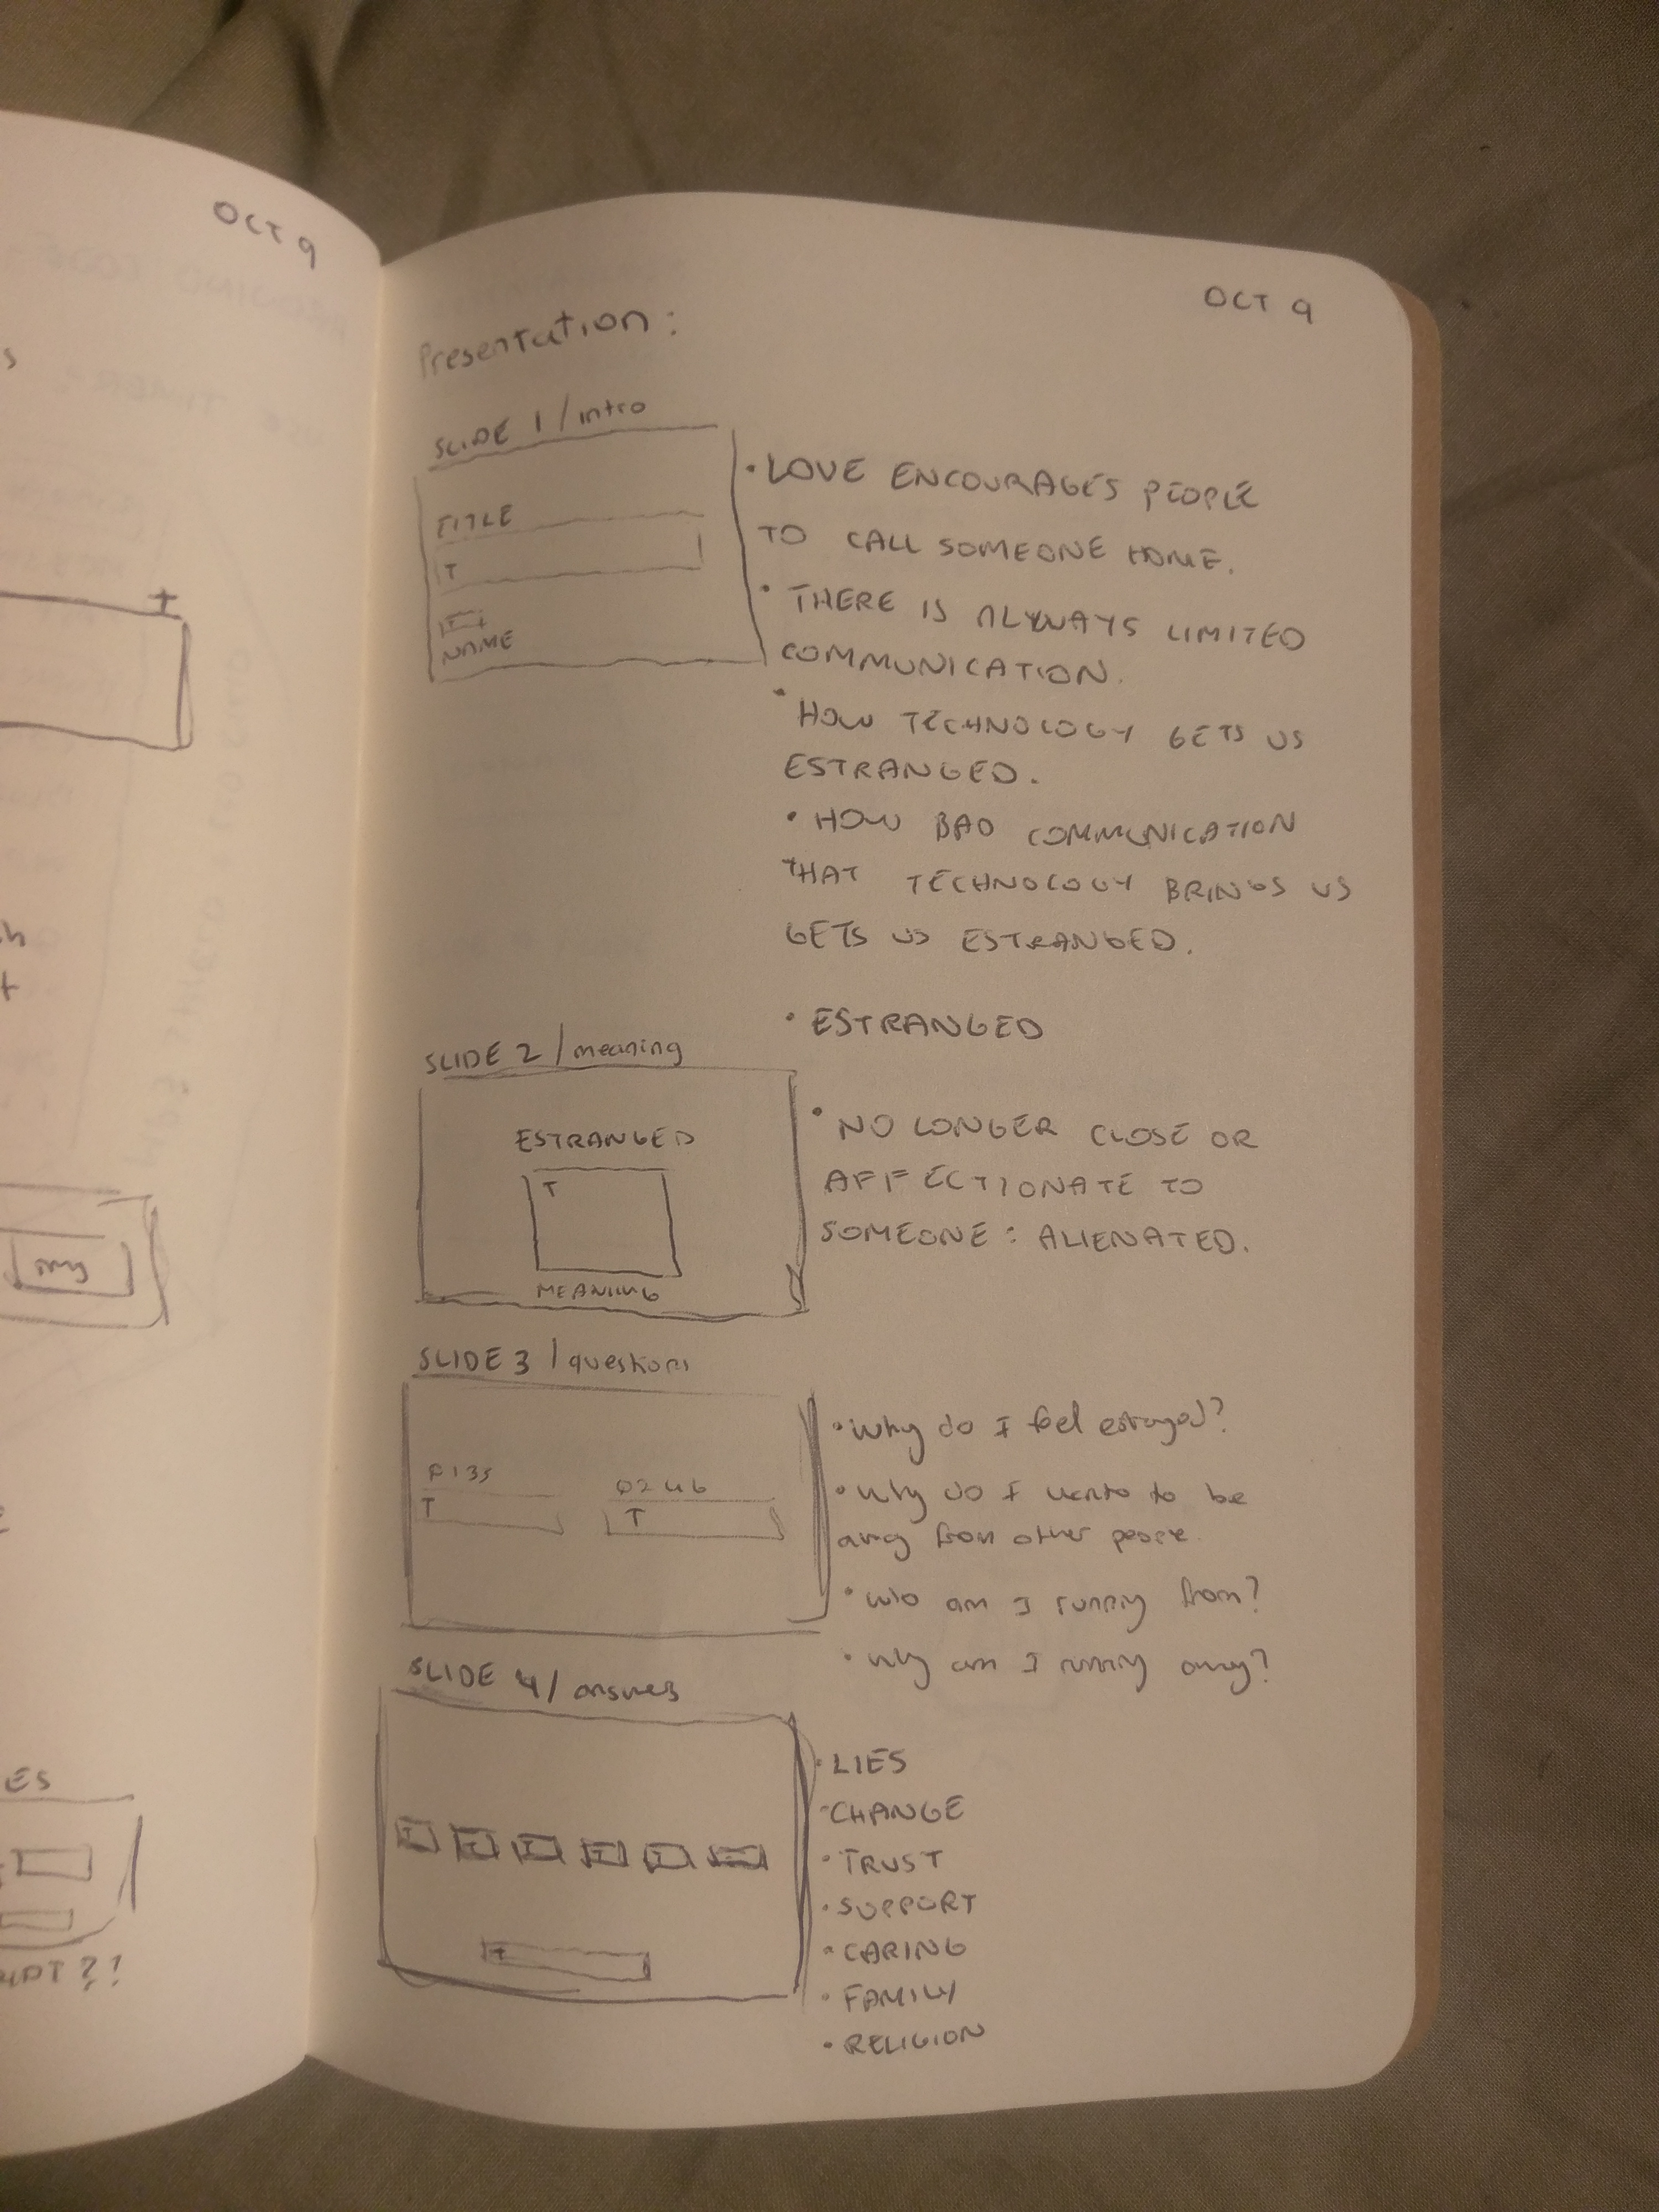 OCT 9
s
+
h
+
my
ES
?!
OCT 9
Presentation:
SLIDE 1/intro
TITLE
T
T
NAME
• LOVE ENCOURAGES PEOPLE
TO CALL SOMEONE HOME.
• THERE IS ALWAYS LIMITED
COMMUNICATION.
• HOW TECHNOLOGY GETS US
ESTRANGED.
• HOW BAD COMMUNICATION
THAT TECHNOLOGY BRINGS US
GETS US ESTRANGED.
• ESTRANGED
SLIDE 2/meaning
ESTRANGED
T
MEANING
• NO LONGER CLOSE OR
AFFECTIONATE TO
SOMEONE: ALIENATED.
SLIDE 3/questions
135
Q246
T
T
• Why do I feel estranged?
• Why do I want to be
away from other people
• who am I running from?
• why am I running away?
SLIDE 4/answers
T T T T T
T
• LIES
• CHANGE
• TRUST
• SUPPORT
• CARING
• FAMILY
• RELIGION